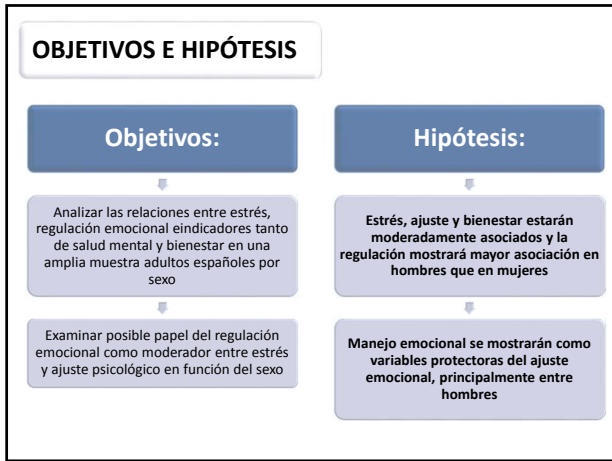 OBJETIVOS E HIPÓTESIS
Objetivos:
Analizar las relaciones entre estrés,
regulación emocional eindicadores tanto
de salud mental y bienestar en una
amplia muestra adultos españoles por
sexo
Examinar posible papel del regulación
emocional como moderador entre estrés
y ajuste psicológico en función del sexo
Hipótesis:
Estrés, ajuste y bienestar estarán
moderadamente asociados y la
regulación mostrará mayor asociación en
hombres que en mujeres
Manejo emocional se mostrarán como
variables protectoras del ajuste
emocional, principalmente entre
hombres